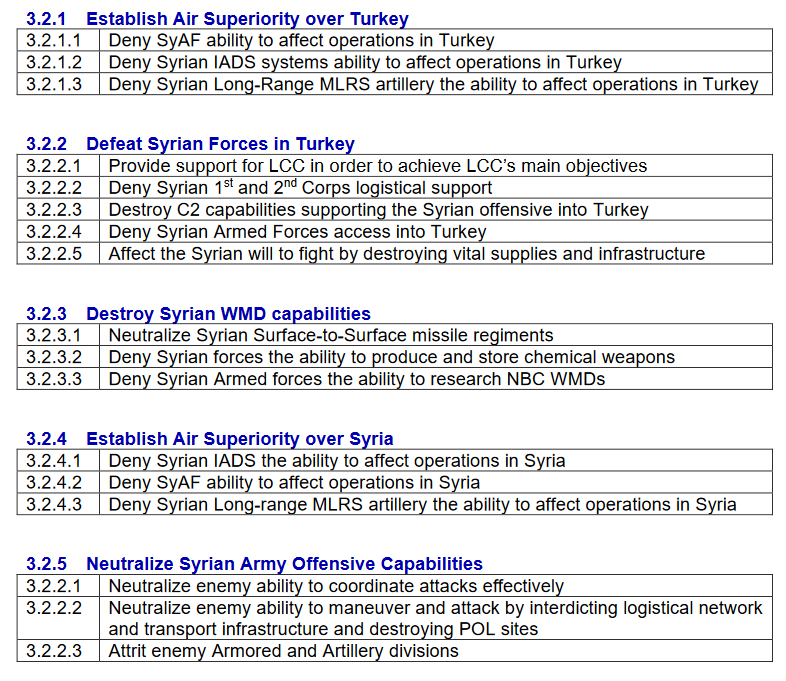 3.2.1 Establish Air Superiority over Turkey
3.2.1.1 Deny SyAF ability to affect operations in Turkey
3.2.1.2 Deny Syrian IADS systems ability to affect operations in Turkey
3.2.1.3 Deny Syrian Long-Range MLRS artillery the ability to affect operations in Turkey
3.2.2 Defeat Syrian Forces in Turkey
3.2.2.1 Provide support for LCC in order to achieve LCC's main objectives
3.2.2.2 Deny Syrian 1st and 2nd Corps logistical support
3.2.2.3 Destroy C2 capabilities supporting the Syrian offensive into Turkey
3.2.2.4 Deny Syrian Armed Forces access into Turkey
3.2.2.5 Affect the Syrian will to fight by destroying vital supplies and infrastructure
3.2.3 Destroy Syrian WMD capabilities
3.2.3.1 Neutralize Syrian Surface-to-Surface missile regiments
3.2.3.2 Deny Syrian forces the ability to produce and store chemical weapons
3.2.3.3 Deny Syrian Armed forces the ability to research NBC WMDs
3.2.4 Establish Air Superiority over Syria
3.2.4.1 Deny Syrian IADS the ability to affect operations in Syria
3.2.4.2 Deny SyAF ability to affect operations in Syria
3.2.4.3 Deny Syrian Long-range MLRS artillery the ability to affect operations in Syria
3.2.5 Neutralize Syrian Army Offensive Capabilities
3.2.2.1 Neutralize enemy ability to coordinate attacks effectively
3.2.2.2 Neutralize enemy ability to maneuver and attack by interdicting logistical network
and transport infrastructure and destroying POL sites
3.2.2.3 Attrit enemy Armored and Artillery divisions